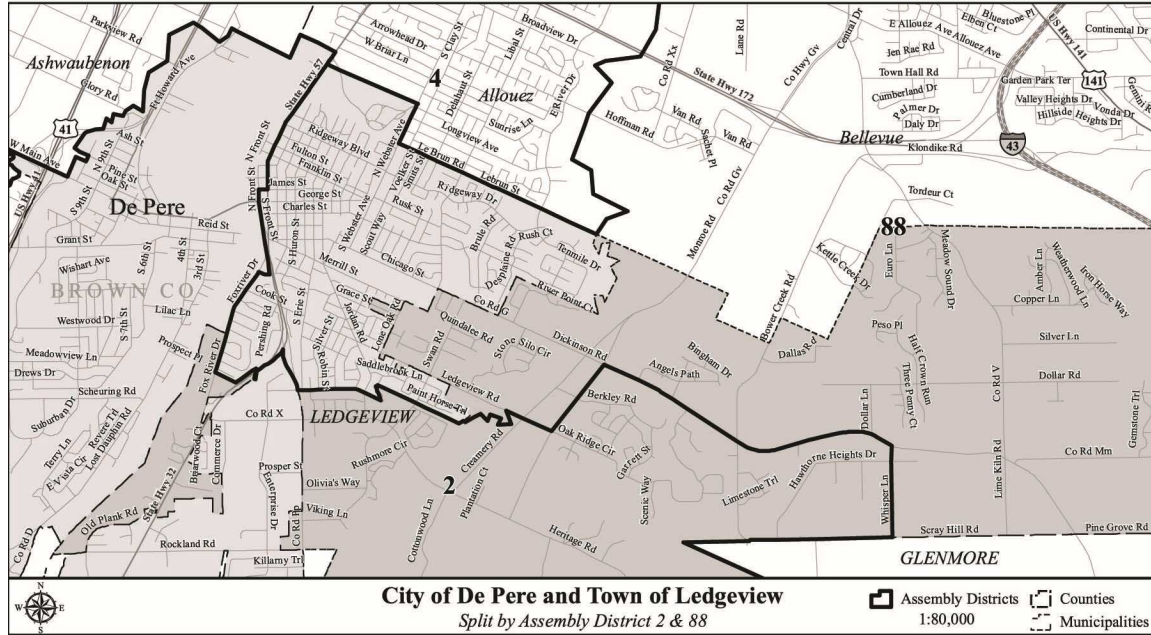 Parkview Rd
Ashwaubenon
Glory Rd
41
W Main Ave
US Hwy 41
Ft Howard Ave
Ash St
N 9th St
Pine St
Oak St
S 9th St
De Pere
Reid St
Grant St
Wishart Ave
S 6th St
4th St
3rd St
BROWN CO
Lilac Ln
Westwood Dr
S 7th St
Meadowview Ln
Drews Dr
Prospect Pl
Scheuring Rd
Suburban Dr
Terry Ln
Revere Trl
Lost Dauphin Rd
E Vista Cir
Old Plank Rd
State Hwy 32
Co Rd D
Rockland Rd
Killarny Trl
Briarwood Ct
Commerce Dr
Co Rd X
Prosper St
Enterprise Dr
Co Rd Pp
Olivia's Way
Viking Ln
Fox River Dr
Foxriver Dr
Pershing Rd
Cook St
State Hwy 57
N Front St
N Front St
S Front St
Ridgeway Blvd
Fulton St
Franklin St
James St
George St
Charles St
S Huron St
S Erie St
Merrill St
Grace St
Silver St
Robin St
Jordan Rd
Lone Oak Rd
Saddlebrook Ln
Paint Horse Trl
LEDGEVIEW
Rushmore Cir
Arrowhead Dr
W Briar Ln
S Clay St
4
Delahaut St
Libal St
Broadview Dr
Allouez
E River Dr
Sunrise Ln
Longview Ave
N Webster Ave
Le Brun Rd
Lebrun St
Voelker St
Smits St
Ridgeway Dr
Rusk St
S Webster Ave
Scout Way
Chicago St
Brule Rd
Rush Ct
Desplaine Rd
Tenmile Dr
River Point Ct
Co Rd G
Quindalee Rd
Swan Rd
Stone Silo Cir
Dickinson Rd
Ledgeview Rd
Creamery Rd
2
Plantation Ct
Cottonwood Ln
Heritage Rd
Oak Ridge Cir
Berkley Rd
Garrett St
Scenic Way
Angels Path
Bingham Dr
Limestone Trl
Hawthorne Heights Dr
Whisper Ln
Dollar Ln
State Hwy 172
Co Rd Xx
Lane Rd
Hoffman Rd
Van Rd
Sachet Pl
Van Rd
Co Rd Gv
Monroe Rd
Co Hwy Gv
Central Dr
E Allouez Ave
Allouez Ave
Elben Ct
Bluestone Pl
US Hwy 141
Continental Dr
Jen Rae Rd
Town Hall Rd
141
Cumberland Dr
Garden Park Ter
Palmer Dr
Valley Heights Dr
Vonda Dr
Daly Dr
Hillside Heights Dr
Bellevue
43
Klondike Rd
Tordeur Ct
88
Kettle Creek Dr
Euro Ln
Meadow Sound Dr
Amber Ln
Weatherwood Ln
Iron Horse Way
Copper Ln
Bower Creek Rd
Dallas Rd
Peso Pl
Silver Ln
Half Crown Run
Three Penny Ct
Co Rd V
Dollar Rd
Gemstone Trl
Co Rd Mm
Lime Kiln Rd
Scray Hill Rd
Pine Grove Rd
GLENMORE
N
W
E
S
City of De Pere and Town of Ledgeview
Split by Assembly District 2 & 88
Assembly Districts
1:80,000
Counties
Municipalities